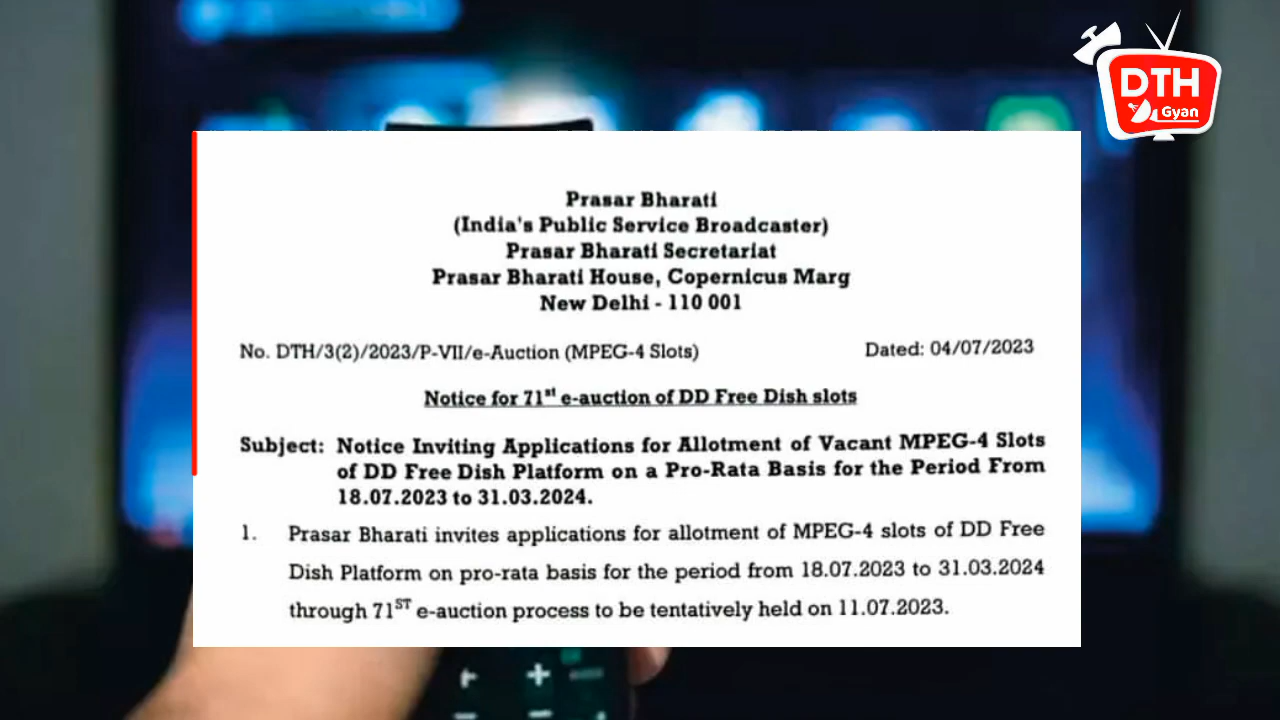 DTH
Gyan
Prasar Bharati
(India's Public Service Broadcaster)
Prasar Bharati Secretariat
Prasar Bharati House, Copernicus Marg
New Delhi - 110 001
No. DTH/3(2)/2023/P-VII/e-Auction (MPEG-4 Slots) Dated: 04/07/2023
Notice for 71st e-auction of DD Free Dish slots
Subject: Notice Inviting Applications for Allotment of Vacant MPEG-4 Slots
of DD Free Dish Platform on a Pro-Rata Basis for the Period From
18.07.2023 to 31.03.2024.
1. Prasar Bharati invites applications for allotment of MPEG-4 slots of DD Free
Dish Platform on pro-rata basis for the period from 18.07.2023 to 31.03.2024
through 71ST e-auction process to be tentatively held on 11.07.2023.